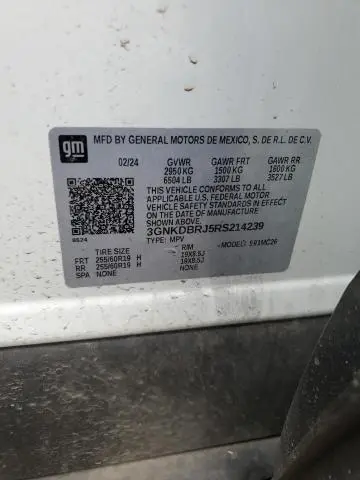 gm
MFD BY GENERAL MOTORS DE MEXICO, S. DE R.L. DE C.V.
02/24 GVWR GAWR FRT GAWR RR
2950 KG 1500 KG 1600 KG
6504 LB 3307 LB 3527 LB
THIS VEHICLE CONFORMS TO ALL
APPLICABLE U.S. FEDERAL MOTOR
VEHICLE SAFETY STANDARDS IN
EFFECT ON THE DATE OF MANUFACTURE
SHOWN ABOVE.
3GNKDBRJ5RS214239
TYPE: MPV MODEL: 1MC26
TIRE SIZE RIM
FRT 255/60R19 H 19X8.5J
RR 255/60R19 H 19X8.5J
SPA NONE NONE